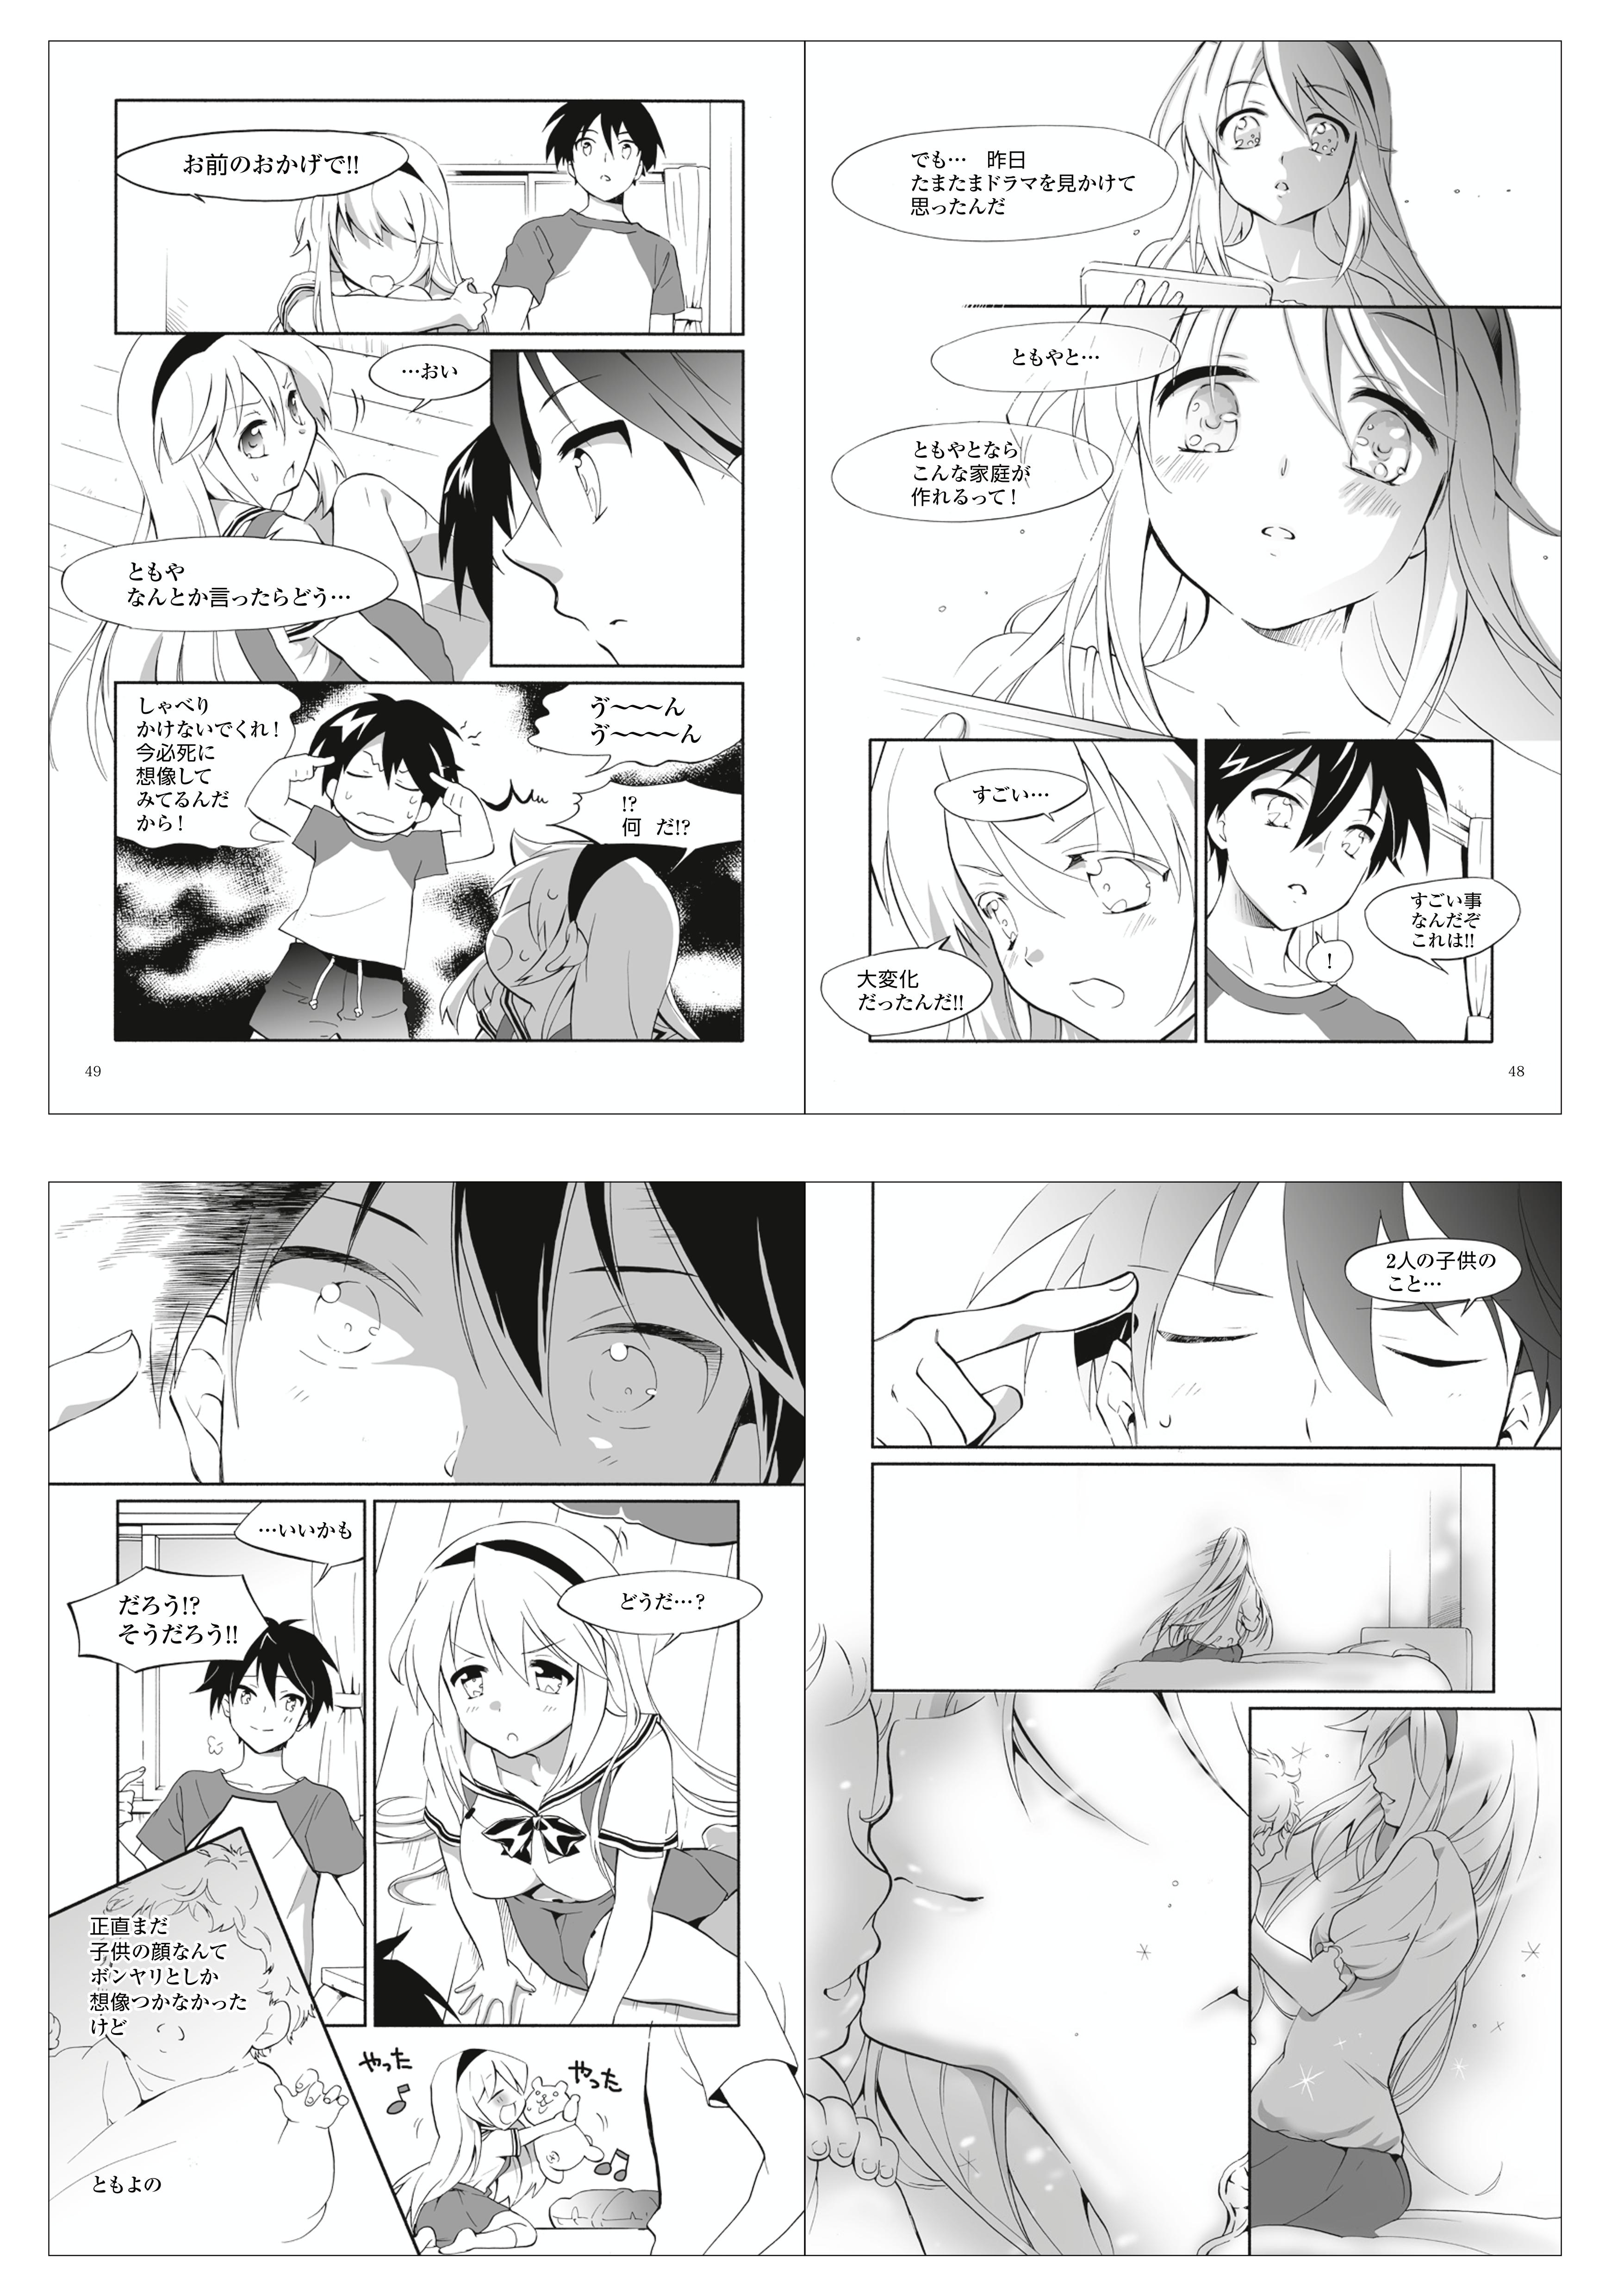 でも… 昨日
たまたまドラマを見かけて
思ったんだ
ともやと…
ともやとなら
こんな家庭が
作れるって！
すごい事
なんだぞ
これは!!
！
すごい…
大変化
だったんだ!!
48
お前のおかげで!!
…おい
ともや
なんとか言ったらどう…
ゔ〜〜〜ん
ゔ〜〜〜〜ん
!?
何 だ!?
しゃべり
かけないでくれ！
今必死に
想像して
みてるんだ
から！
49
2人の子供の
こと…
どうだ…？
…いいかも
だろう!?
そうだろう!!
正直まだ
子供の顔なんて
ボンヤリとしか
想像つかなかった
けど
やった
やった
ともよの